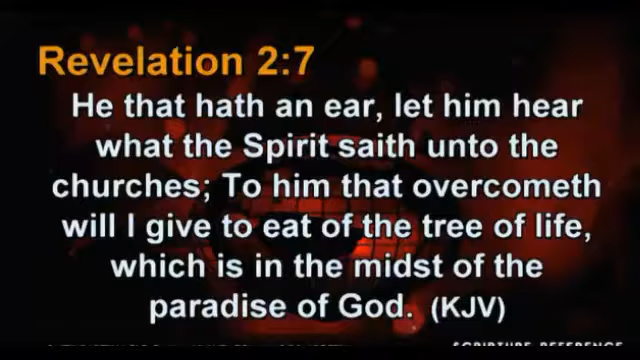 Revelation 2:7
He that hath an ear, let him hear
what the Spirit saith unto the
churches; To him that overcometh
will I give to eat of the tree of life,
which is in the midst of the
paradise of God. (KJV)
SCRIPTURE REFERENCE